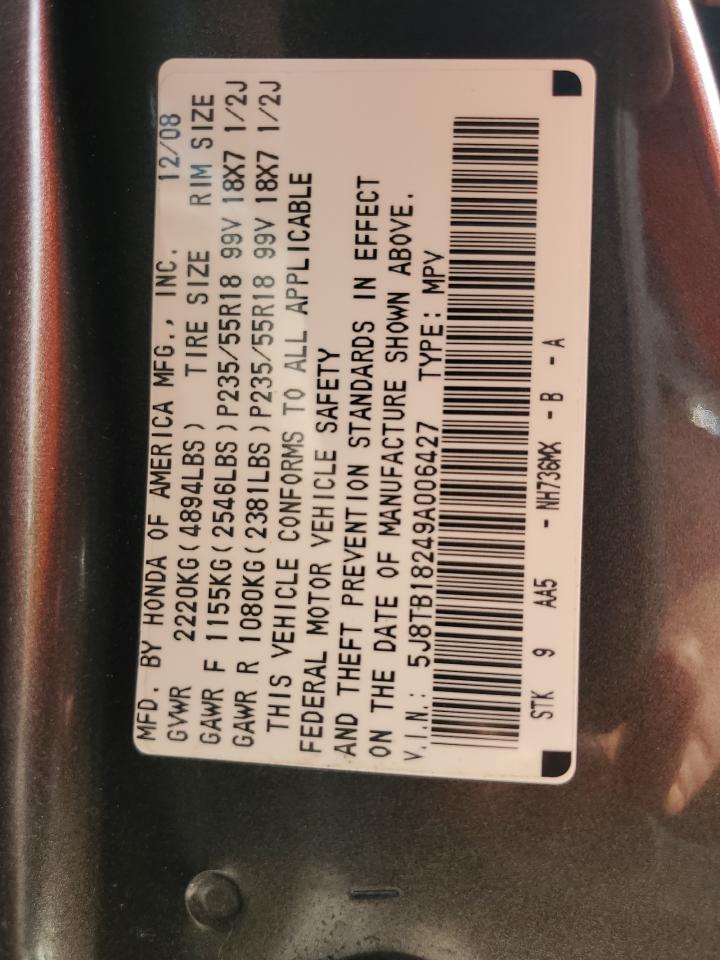 MFD. BY HONDA OF AMERICA MFG., INC. 12/08
GVWR 2220KG(4894LBS) TIRE SIZE RIM SIZE
GAWR F 1155KG(2546LBS)P235/55R18 99V 18X7 1/2J
GAWR R 1080KG(2381LBS)P235/55R18 99V 18X7 1/2J
THIS VEHICLE CONFORMS TO ALL APPLICABLE
FEDERAL MOTOR VEHICLE SAFETY
AND THEFT PREVENTION STANDARDS IN EFFECT
ON THE DATE OF MANUFACTURE SHOWN ABOVE.
V.I.N.: 5J8TB18249A006427 TYPE: MPV
STK 9 AA5 - NH736MX - B - A